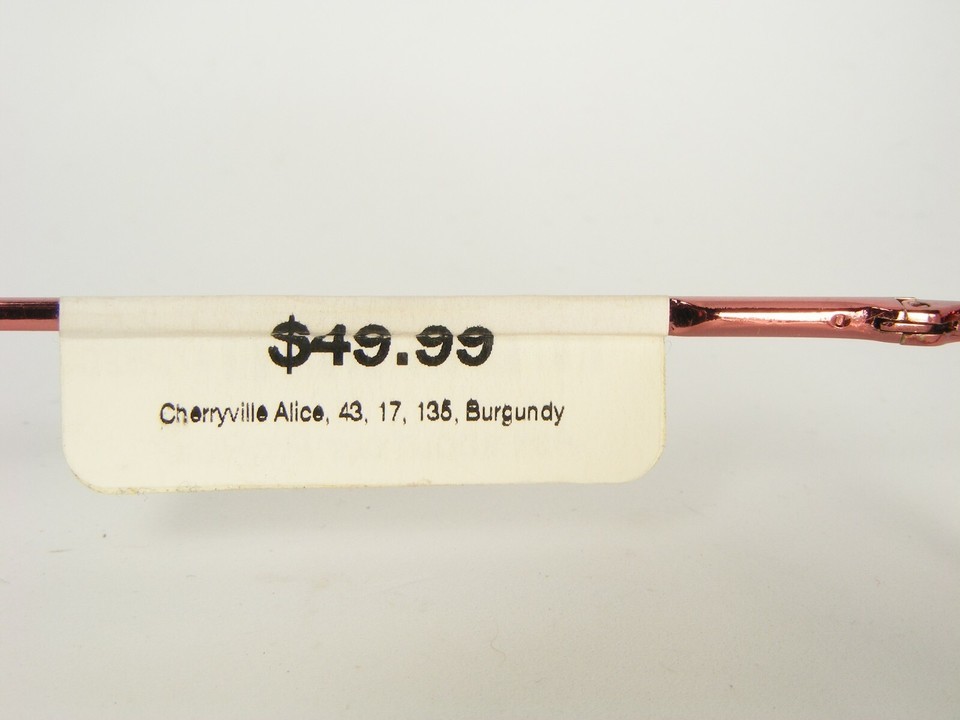 $49.99
Cherryville Alice, 43, 17, 135, Burgundy